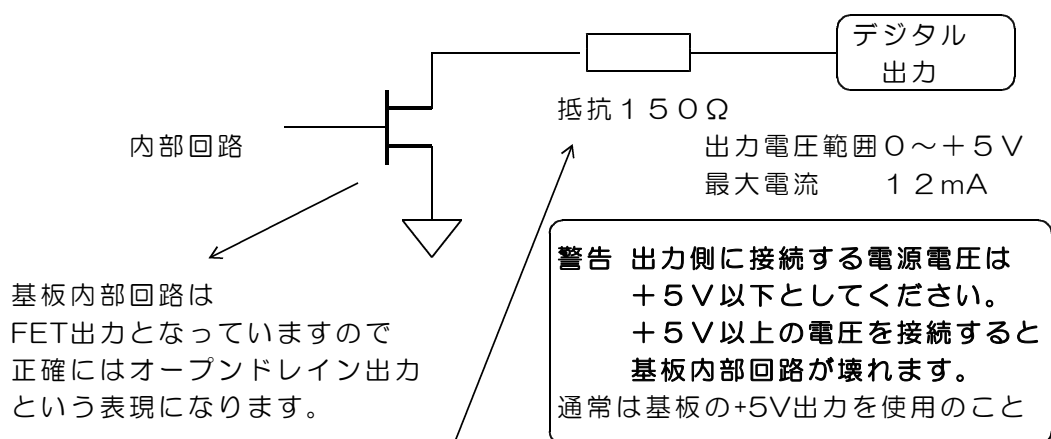 デジタル
出力
抵抗１５０Ω
内部回路
出力電圧範囲０～＋５Ｖ
最大電流　　１２mA
警告 出力側に接続する電源電圧は
＋５Ｖ以下としてください。
＋５Ｖ以上の電圧を接続すると
基板内部回路が壊れます。
通常は基板の+5V出力を使用のこと
基板内部回路は
FET出力となっていますので
正確にはオープンドレイン出力
という表現になります。